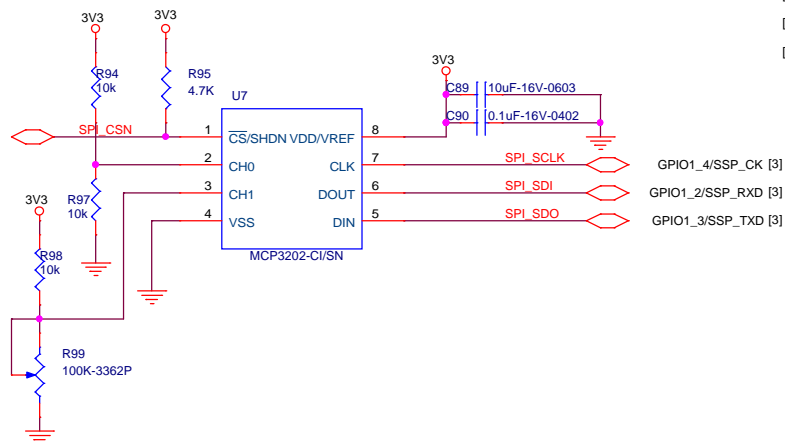 [
[
[
3V3
3V3
3V3
R94
10k
R95
4.7K
U7
C89
10uF-16V-0603
C90
0.1uF-16V-0402
SPI_CSN
1
CS/SHDN
VDD/VREF
8
2
CH0
CLK
7
SPI_SCLK
GPIO1_4/SSP_CK [3]
3
CH1
DOUT
6
SPI_SDI
GPIO1_2/SSP_RXD [3]
4
VSS
DIN
5
SPI_SDO
GPIO1_3/SSP_TXD [3]
MCP3202-CI/SN
R97
10k
3V3
R98
10k
R99
100K-3362P